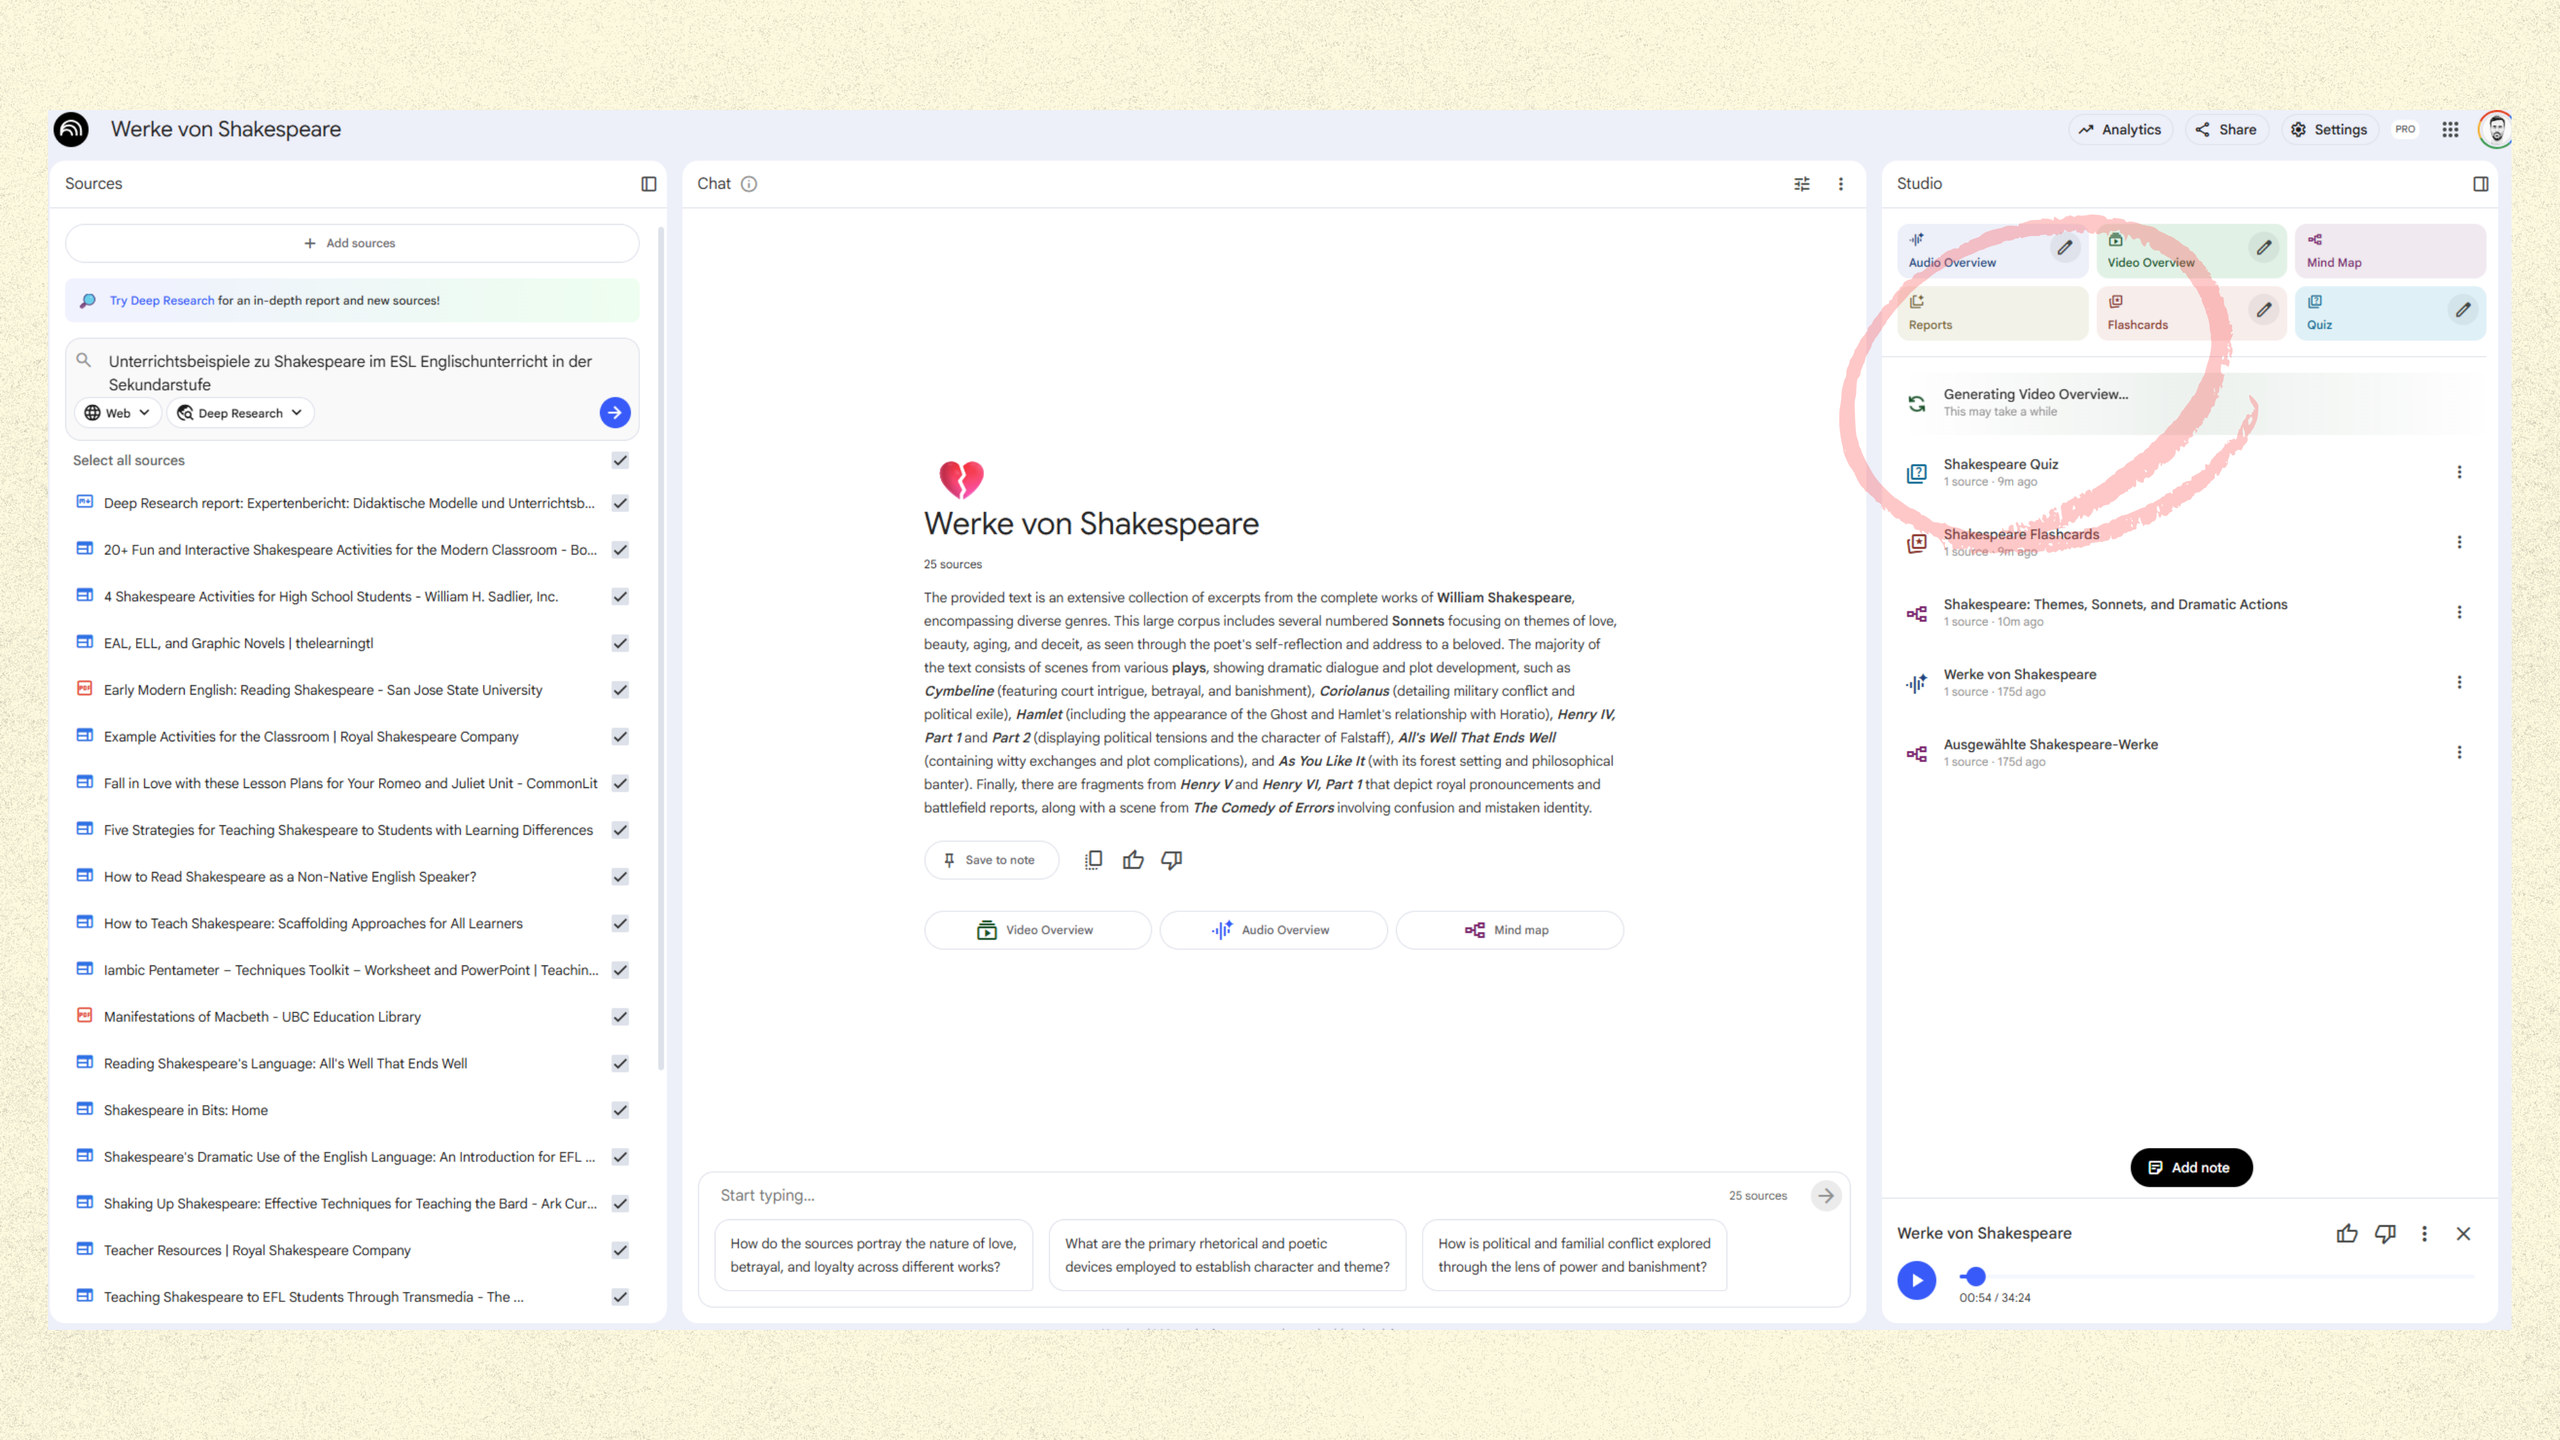 Werke von Shakespeare
Analytics
Share
Settings
PRO
Sources
Add sources
Try Deep Research for an in-depth report and new sources!
Unterrichtsbeispiele zu Shakespeare im ESL Englischunterricht in der
Sekundarstufe
Web
Deep Research
Select all sources
Deep Research report: Expertenbericht: Didaktische Modelle und Unterrichtsb...
20+ Fun and Interactive Shakespeare Activities for the Modern Classroom - Bo...
4 Shakespeare Activities for High School Students - William H. Sadlier, Inc.
EAL, ELL, and Graphic Novels | thelearningtl
PDF
Early Modern English: Reading Shakespeare - San Jose State University
Example Activities for the Classroom | Royal Shakespeare Company
Fall in Love with these Lesson Plans for Your Romeo and Juliet Unit - CommonLit
Five Strategies for Teaching Shakespeare to Students with Learning Differences
How to Read Shakespeare as a Non-Native English Speaker?
How to Teach Shakespeare: Scaffolding Approaches for All Learners
Iambic Pentameter – Techniques Toolkit – Worksheet and PowerPoint | Teachin...
PDF
Manifestations of Macbeth - UBC Education Library
Reading Shakespeare's Language: All's Well That Ends Well
Shakespeare in Bits: Home
Shakespeare's Dramatic Use of the English Language: An Introduction for EFL ...
Shaking Up Shakespeare: Effective Techniques for Teaching the Bard - Ark Cur...
Teacher Resources | Royal Shakespeare Company
Teaching Shakespeare to EFL Students Through Transmedia - The ...
Chat
Werke von Shakespeare
25 sources
The provided text is an extensive collection of excerpts from the complete works of William Shakespeare,
encompassing diverse genres. This large corpus includes several numbered Sonnets focusing on themes of love,
beauty, aging, and deceit, as seen through the poet's self-reflection and address to a beloved. The majority of
the text consists of scenes from various plays, showing dramatic dialogue and plot development, such as
Cymbeline (featuring court intrigue, betrayal, and banishment), Coriolanus (detailing military conflict and
political exile), Hamlet (including the appearance of the Ghost and Hamlet's relationship with Horatio), Henry IV,
Part 1 and Part 2 (displaying political tensions and the character of Falstaff), All's Well That Ends Well
(containing witty exchanges and plot complications), and As You Like It (with its forest setting and philosophical
banter). Finally, there are fragments from Henry V and Henry VI, Part 1 that depict royal pronouncements and
battlefield reports, along with a scene from The Comedy of Errors involving confusion and mistaken identity.
Save to note
Video Overview
Audio Overview
Mind map
Start typing...
25 sources
How do the sources portray the nature of love,
betrayal, and loyalty across different works?
What are the primary rhetorical and poetic
devices employed to establish character and theme?
How is political and familial conflict explored
through the lens of power and banishment?
Studio
Audio Overview
Video Overview
Mind Map
Reports
Flashcards
Quiz
Generating Video Overview...
This may take a while
Shakespeare Quiz
1 source · 9m ago
Shakespeare Flashcards
1 source · 9m ago
Shakespeare: Themes, Sonnets, and Dramatic Actions
1 source · 10m ago
Werke von Shakespeare
1 source · 175d ago
Ausgewählte Shakespeare-Werke
1 source · 175d ago
Add note
Werke von Shakespeare
00:54 / 34:24